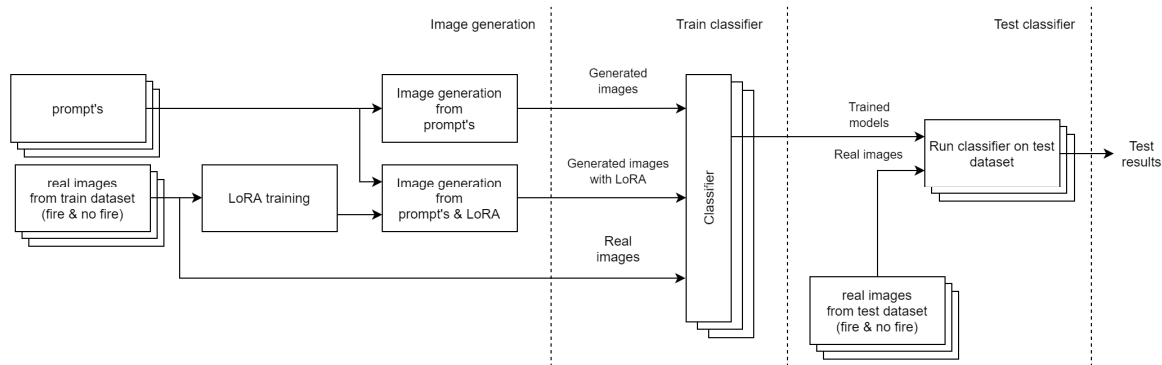 Image generation
Train classifier
Test classifier
prompt's
Image generation
from
prompt's
Generated
images
real images
from train dataset
(fire & no fire)
LoRA training
Image generation
from
prompt's & LoRA
Generated images
with LoRA
Real
images
Classifier
Trained
models
Real images
Run classifier on test
dataset
Test
results
real images
from test dataset
(fire & no fire)